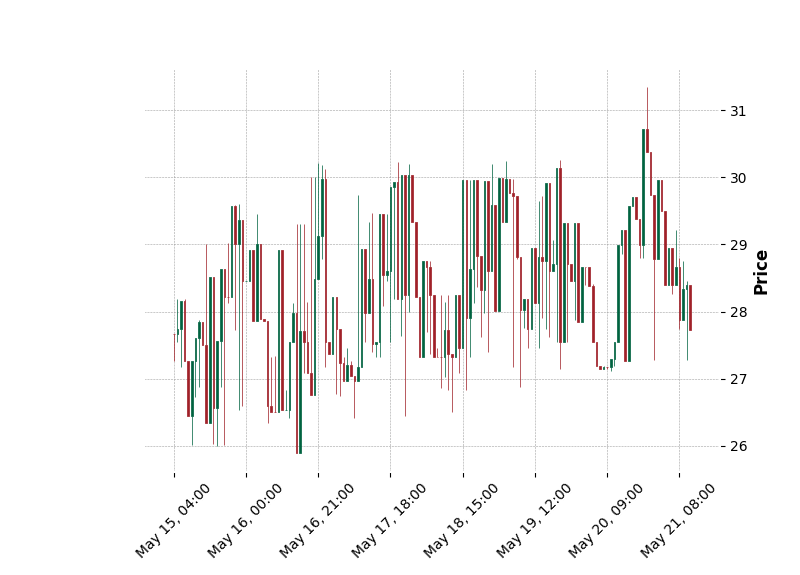 31
30
29
28
27
26
Price
May 15, 04:00
May 16, 00:00
May 16, 21:00
May 17, 18:00
May 18, 15:00
May 19, 12:00
May 20, 09:00
May 21, 08:00